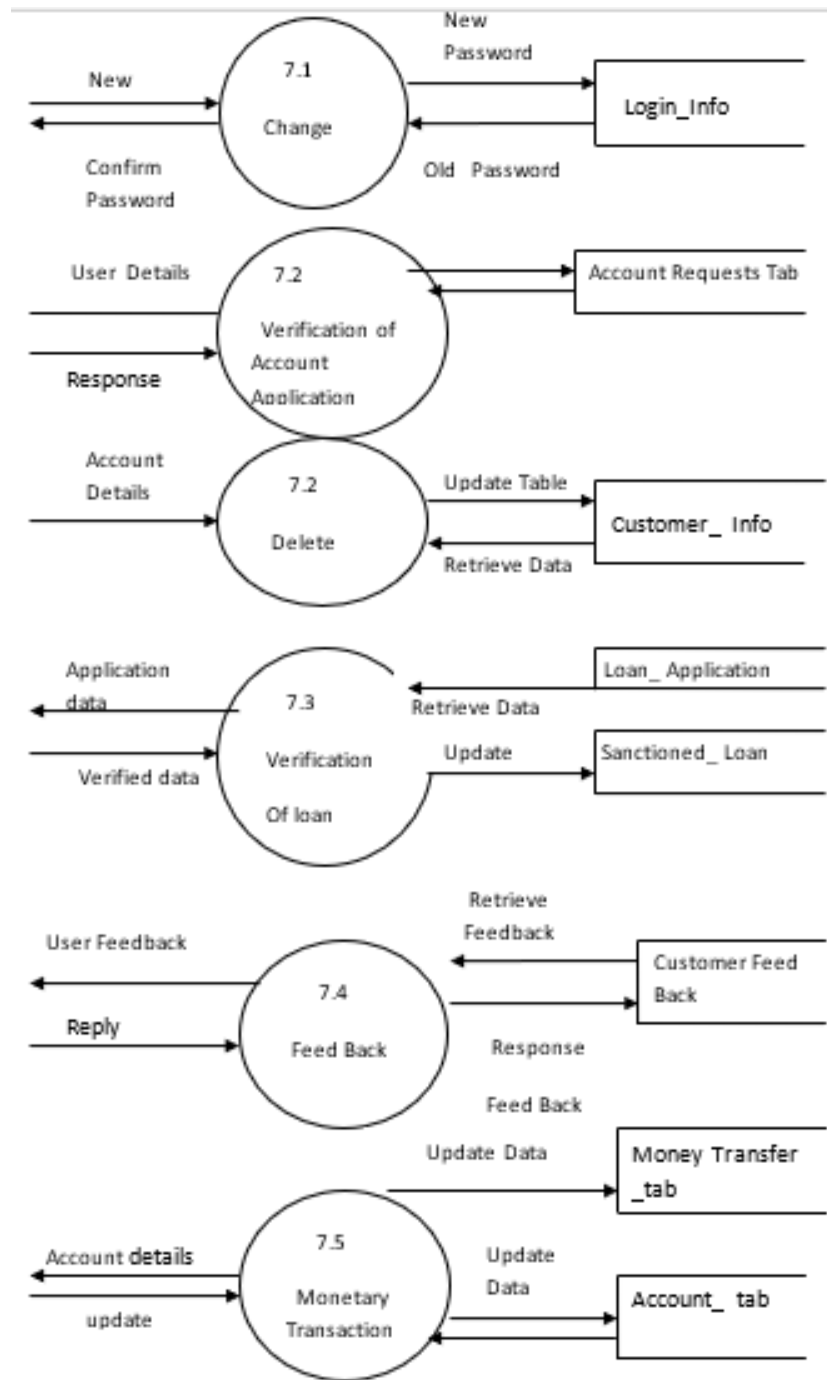 New
Password
7.1
New
Login_Info
Change
Confirm
Password
Old Password
User Details
7.2
Account Requests Tab
Verification of
Account
Application
Response
Account
Details
7.2
Update Table
Customer_ Info
Delete
Retrieve Data
Application
data
Loan_ Application
7.3
Retrieve Data
Verification
Update
Sanctioned_ Loan
Verified data
Of loan
Retrieve
Feedback
User Feedback
Customer Feed
Back
7.4
Reply
Feed Back
Response
Feed Back
Update Data
Money Transfer
_tab
7.5
Account details
Update
Data
Monetary
Transaction
Account_ tab
update